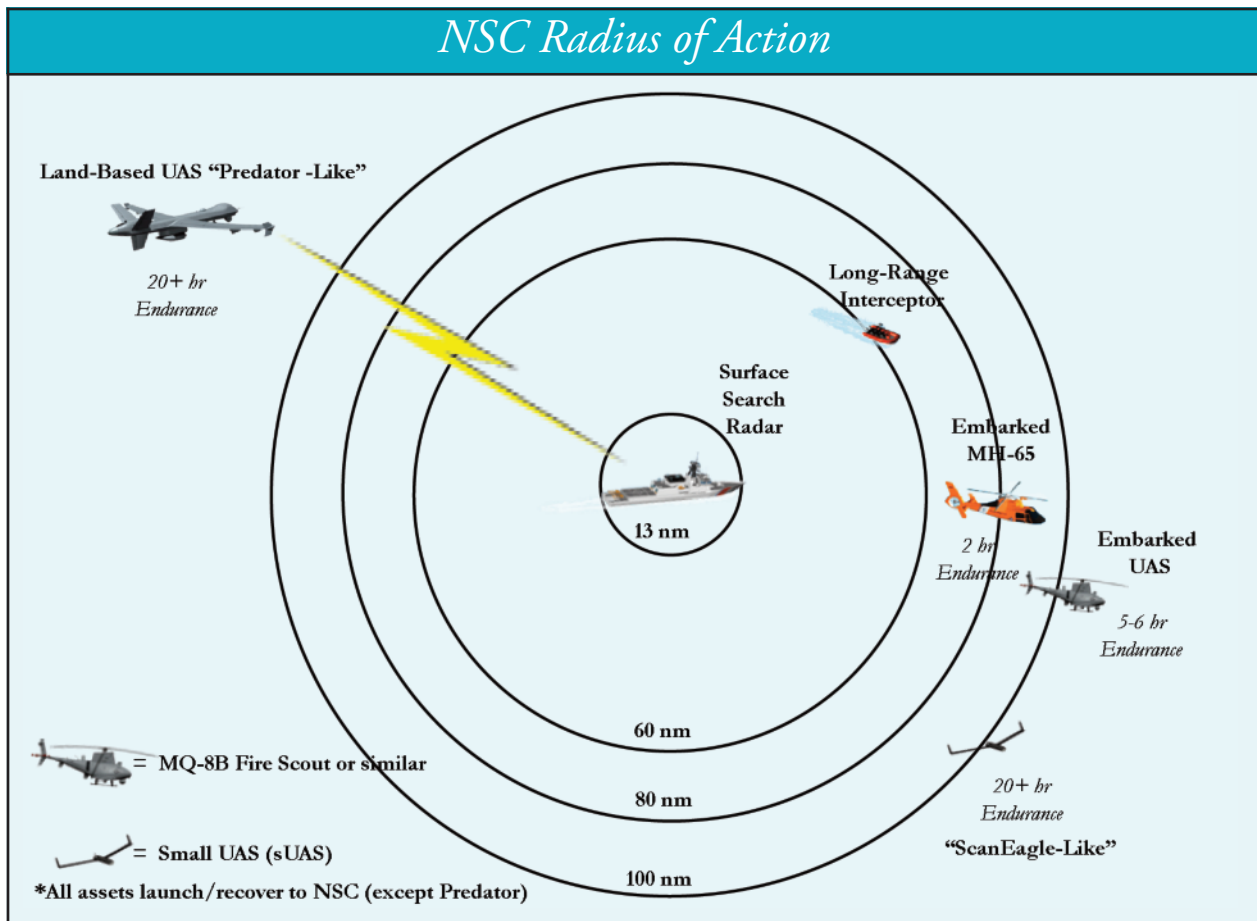 NSC Radius of Action
Land-Based UAS “Predator -Like”
20+ hr
Endurance
Long-Range
Interceptor
Surface
Search
Radar
Embarked
MH-65
13 nm
2 hr
Endurance
Embarked
UAS
5-6 hr
Endurance
60 nm
= MQ-8B Fire Scout or similar
80 nm
20+ hr
Endurance
“ScanEagle-Like”
= Small UAS (sUAS)
100 nm
*All assets launch/recover to NSC (except Predator)